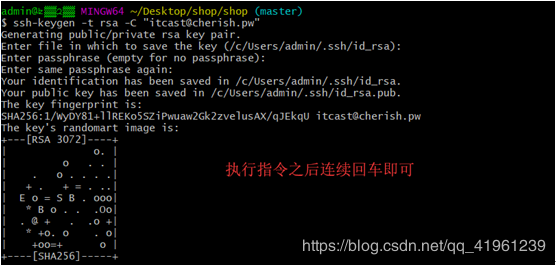 MINGW64 ~/Desktop/shop/shop (master)
$ ssh-keygen -t rsa -C "itcast@cherish.pw"
Generating public/private rsa key pair.
Enter file in which to save the key (/c/Users/admin/.ssh/id_rsa):
Enter passphrase (empty for no passphrase):
Enter same passphrase again:
Your identification has been saved in /c/Users/admin/.ssh/id_rsa.
Your public key has been saved in /c/Users/admin/.ssh/id_rsa.pub.
The key fingerprint is:
SHA256:1/WyDY81+llREKo5SZiPwuaw2Gk2zvelusAX/qJEkqU itcast@cherish.pw
The key's randomart image is:
+---[RSA 3072]----+
|              o. |
|         o   . . |
|    .   o . . . .|
|   + .   + = . ..|
|  E o = S B . ooo|
|   * B o . .  .Oo|
|  . @ +   .  .o +|
|   * +o. o    . o|
|    +oo=+       o |
+----[SHA256]-----+
执行指令之后连续回车即可
https://blog.csdn.net/qq_41961239